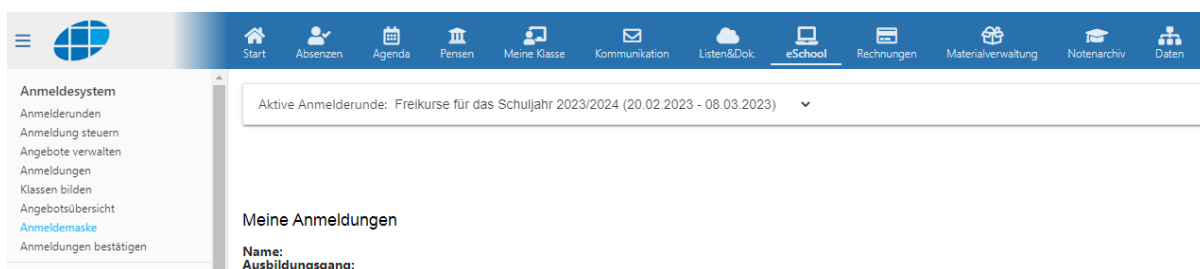 Start Absenzen Agenda Pensen Meine Klasse Kommunikation Listen&Dok. eSchool Rechnungen Materialverwaltung Notenarchiv Daten
Anmeldesystem
Anmelderunden
Anmeldung steuern
Angebote verwalten
Anmeldungen
Klassen bilden
Angebotsübersicht
Anmeldemaske
Anmeldungen bestätigen
Aktive Anmelderunde: Freikurse für das Schuljahr 2023/2024 (20.02.2023 - 08.03.2023)
Meine Anmeldungen
Name:
Ausbildungsgang: